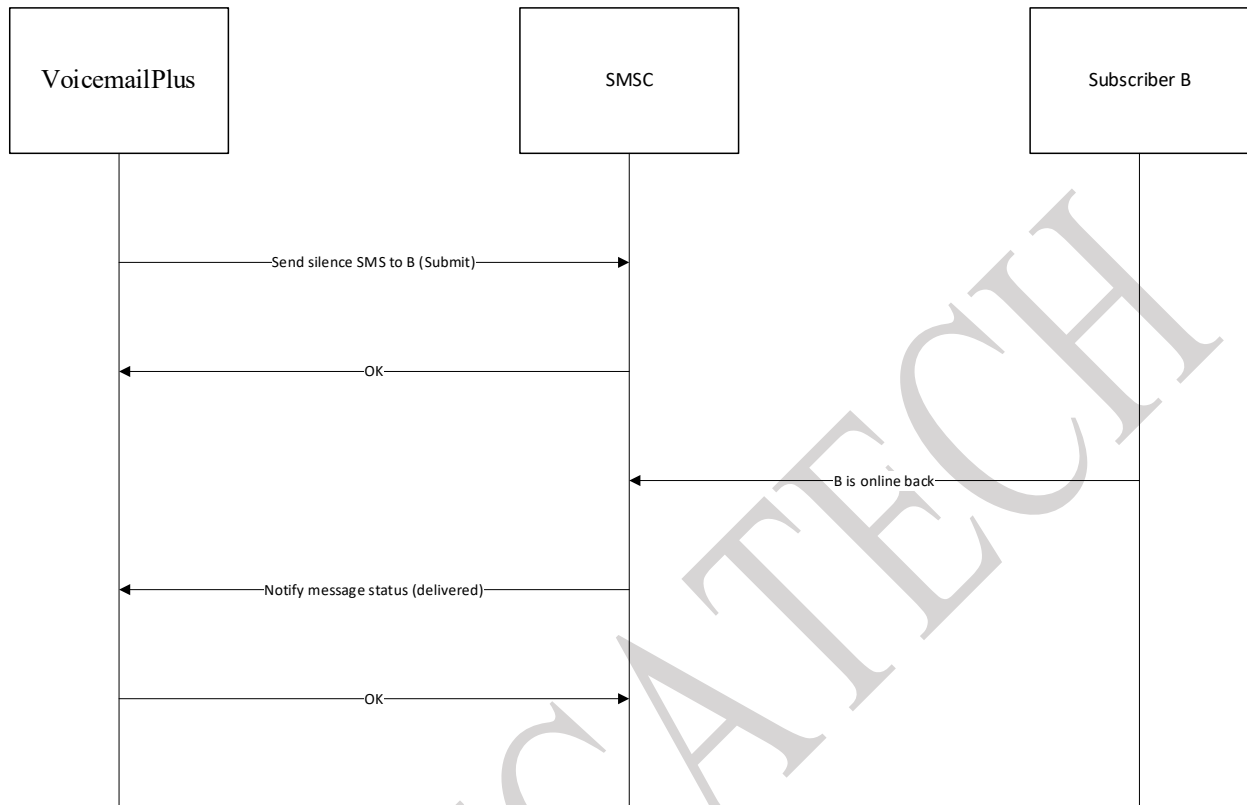 VoicemailPlus
SMSC
Subscriber B
Send silence SMS to B (Submit)
OK
B is online back
Notify message status (delivered)
OK
CATECH